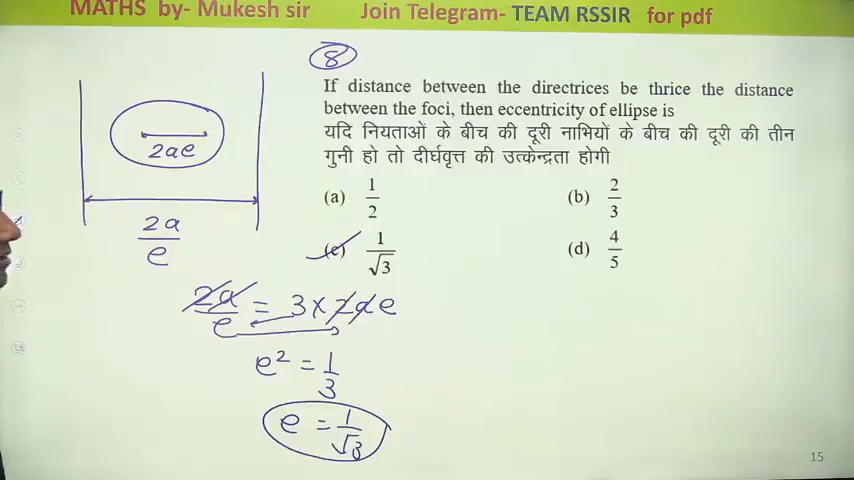 MATHS by- Mukesh sir Join Telegram- TEAM RSSIR for pdf
8
If distance between the directrices be thrice the distance
between the foci, then eccentricity of ellipse is
यदि नियताओं के बीच की दूरी नाभियों के बीच की दूरी की तीन
गुनी हो तो दीर्घवृत्त की उत्केन्द्रता होगी
(a) 1/2 (b) 2/3
(c) 1/√3 (d) 4/5
2ae
2a/e
2a/e = 3×2ae
e² = 1/3
e = 1/√3
15